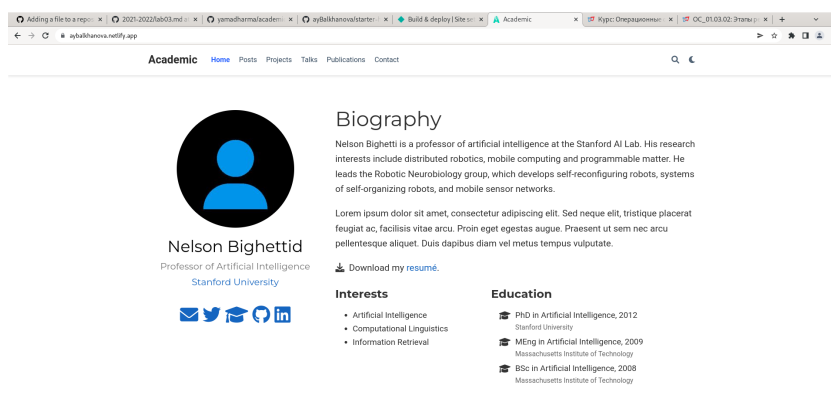 Adding a file to a repos
2021-2022/lab03.md at
yamadharma/academi
ayBalkhanova/starter-
Build & deploy | Site set
Academic
Курс: Операционные
ОС_01.03.02: Этапы р
aybalkhanova.netlify.app
Academic Home Posts Projects Talks Publications Contact
Biography
Nelson Bighetti is a professor of artificial intelligence at the Stanford AI Lab. His research
interests include distributed robotics, mobile computing and programmable matter. He
leads the Robotic Neurobiology group, which develops self-reconfiguring robots, systems
of self-organizing robots, and mobile sensor networks.
Lorem ipsum dolor sit amet, consectetur adipiscing elit. Sed neque elit, tristique placerat
feugiat ac, facilisis vitae arcu. Proin eget egestas augue. Praesent ut sem nec arcu
pellentesque aliquet. Duis dapibus diam vel metus tempus vulputate.
Download my resumé.
Nelson Bighettid
Professor of Artificial Intelligence
Stanford University
in
Interests
• Artificial Intelligence
• Computational Linguistics
• Information Retrieval
Education
PhD in Artificial Intelligence, 2012
Stanford University
MEng in Artificial Intelligence, 2009
Massachusetts Institute of Technology
BSc in Artificial Intelligence, 2008
Massachusetts Institute of Technology